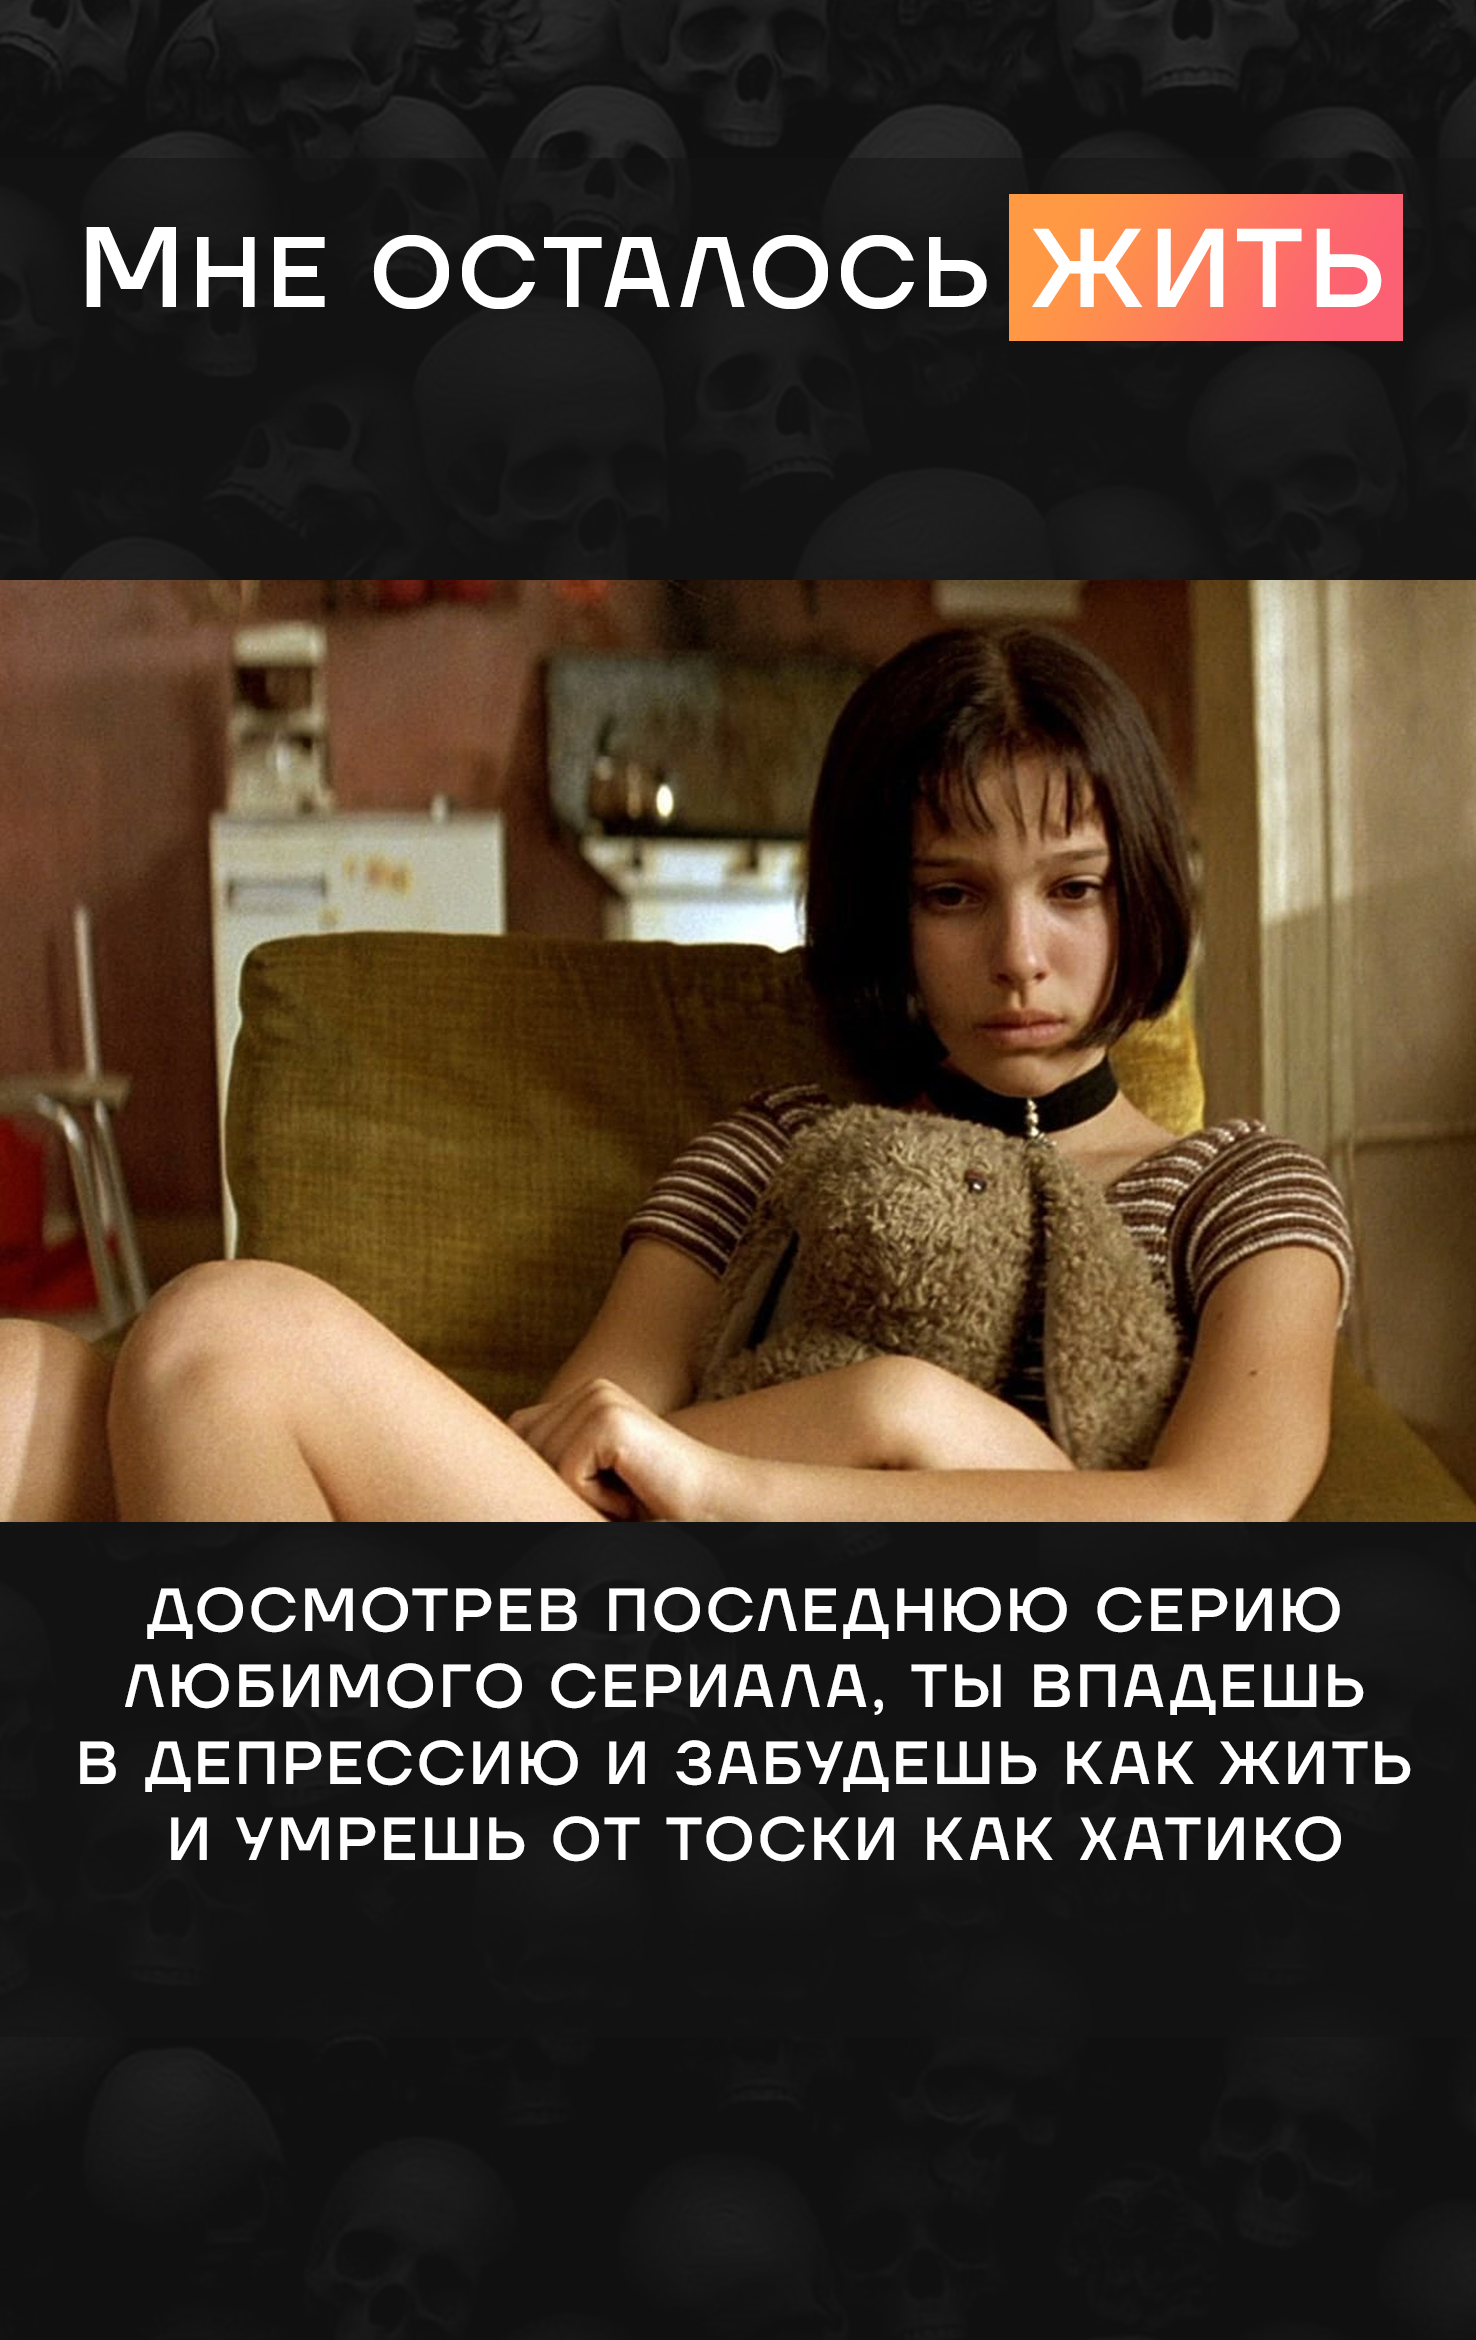 Мне осталось жить
досмотрев последнюю серию
любимого сериала, ты впадешь
в депрессию и забудешь как жить
и умрешь от тоски как Хатико